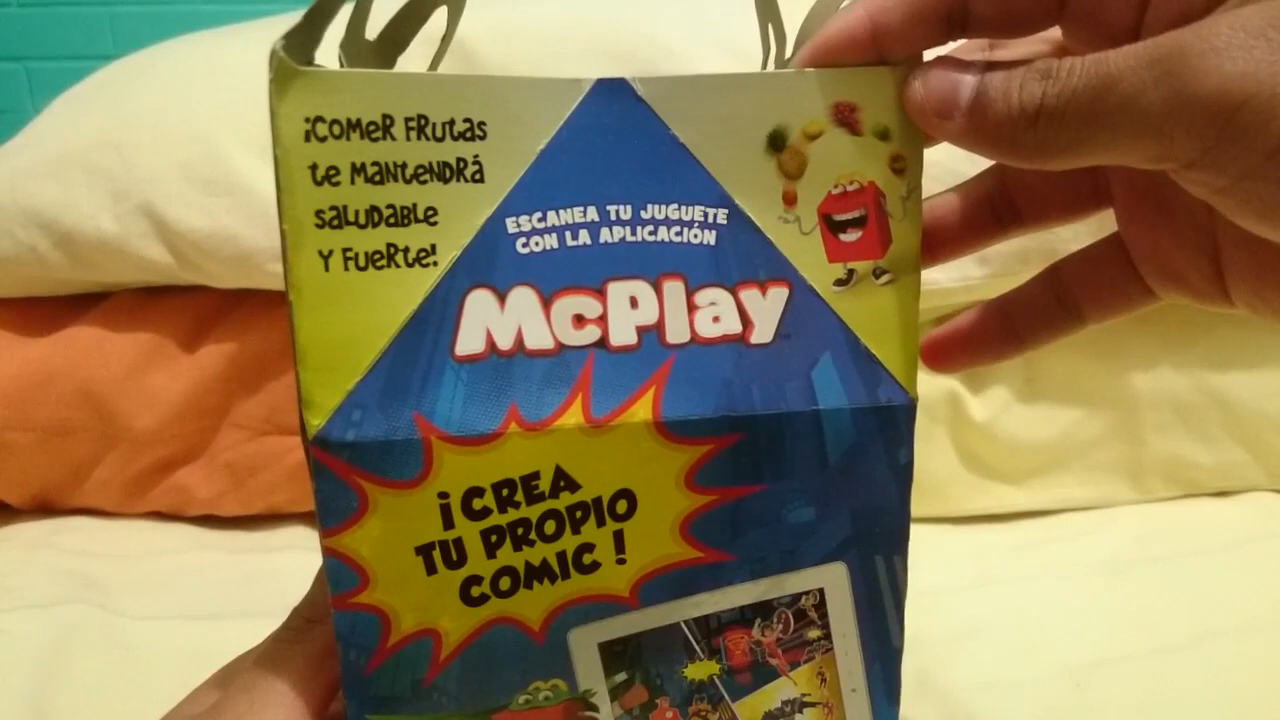 ¡COMER FRUTAS
te MANTENDRÁ
SALUDABLE
Y FUERTE!
ESCANEA TU JUGUETE
CON LA APLICACIÓN
McPlay
¡CREA
TU PROPIO
COMIC!